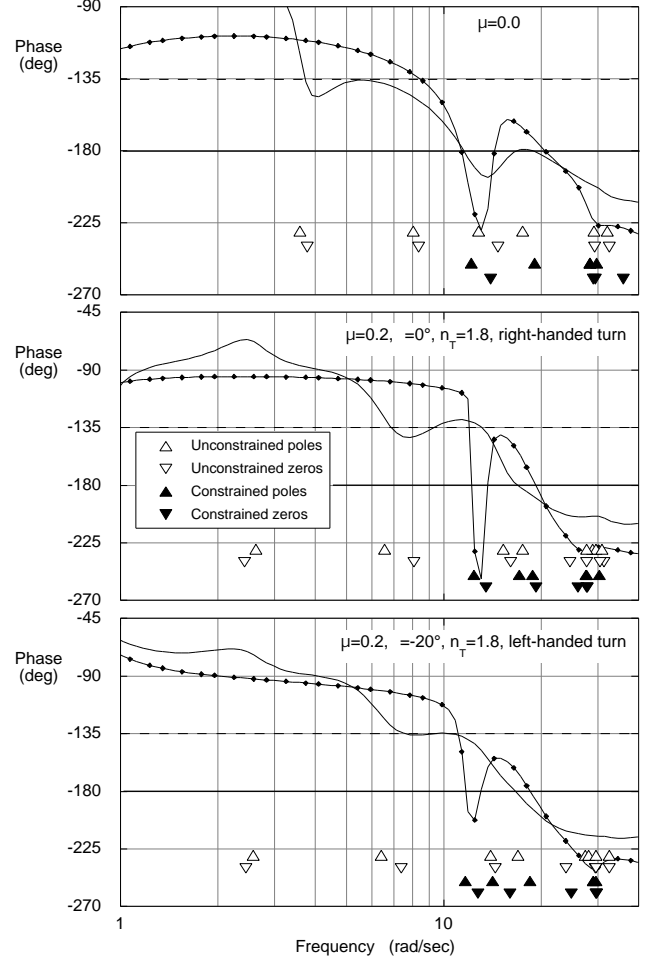 -90
Phase
(deg)
μ=0.0
-135
-180
-225
-270
-45
Phase
(deg)
μ=0.2, =0°, n_T=1.8, right-handed turn
-90
-135
Unconstrained poles
Unconstrained zeros
Constrained poles
Constrained zeros
-180
-225
-270
-45
Phase
(deg)
μ=0.2, =-20°, n_T=1.8, left-handed turn
-90
-135
-180
-225
-270
1 10
Frequency (rad/sec)